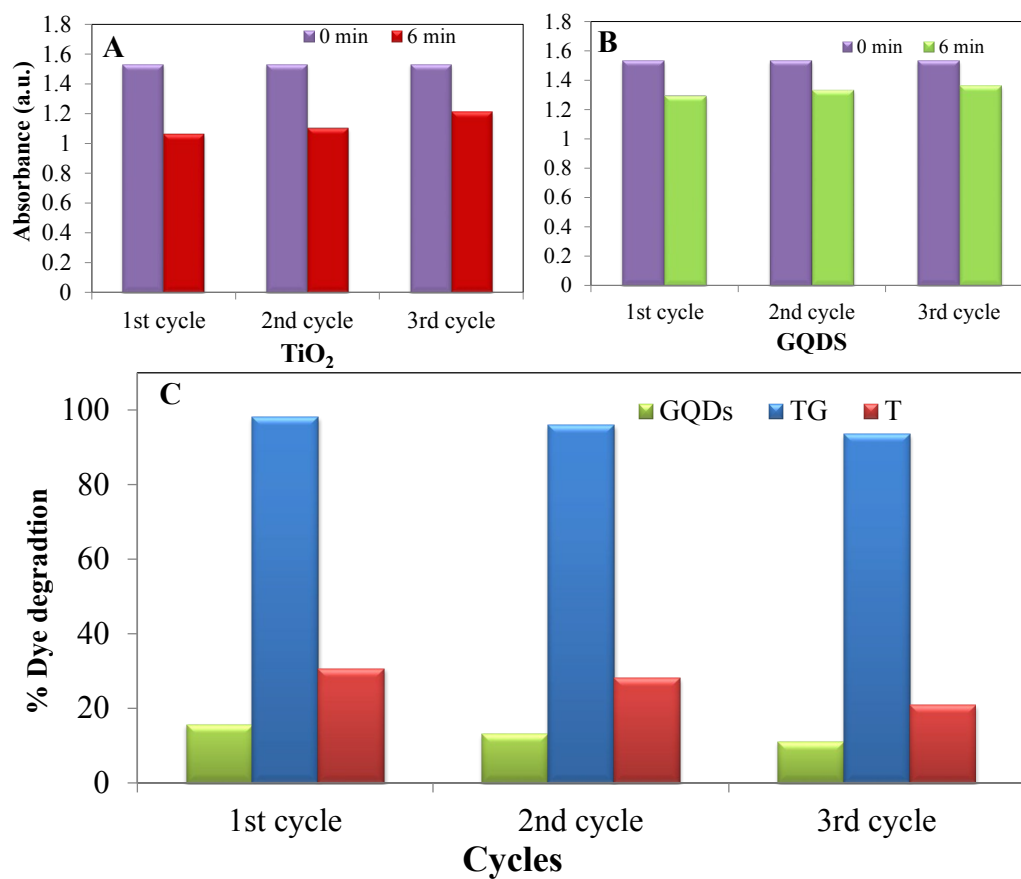 A
0 min 6 min
Absorbance (a.u.)
1.8
1.6
1.4
1.2
1
0.8
0.6
0.4
0.2
0
1st cycle 2nd cycle 3rd cycle
TiO₂
B
0 min 6 min
1.8
1.6
1.4
1.2
1
0.8
0.6
0.4
0.2
0
1st cycle 2nd cycle 3rd cycle
GQDS
C
GQDs TG T
% Dye degradtion
100
80
60
40
20
0
1st cycle 2nd cycle 3rd cycle
Cycles